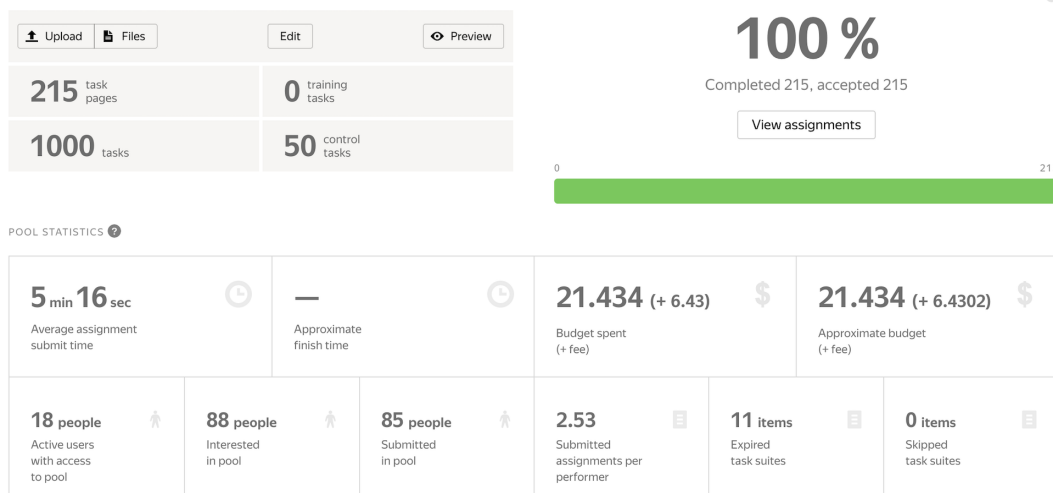 Upload Files Edit Preview
215 task pages 0 training tasks
1000 tasks 50 control tasks
100 %
Completed 215, accepted 215
View assignments
0 21
POOL STATISTICS ?
5 min 16 sec
Average assignment
submit time
—
Approximate
finish time
21.434 (+ 6.43) $
Budget spent
(+ fee)
21.434 (+ 6.4302) $
Approximate budget
(+ fee)
18 people
Active users
with access
to pool
88 people
Interested
in pool
85 people
Submitted
in pool
2.53
Submitted
assignments per
performer
11 items
Expired
task suites
0 items
Skipped
task suites